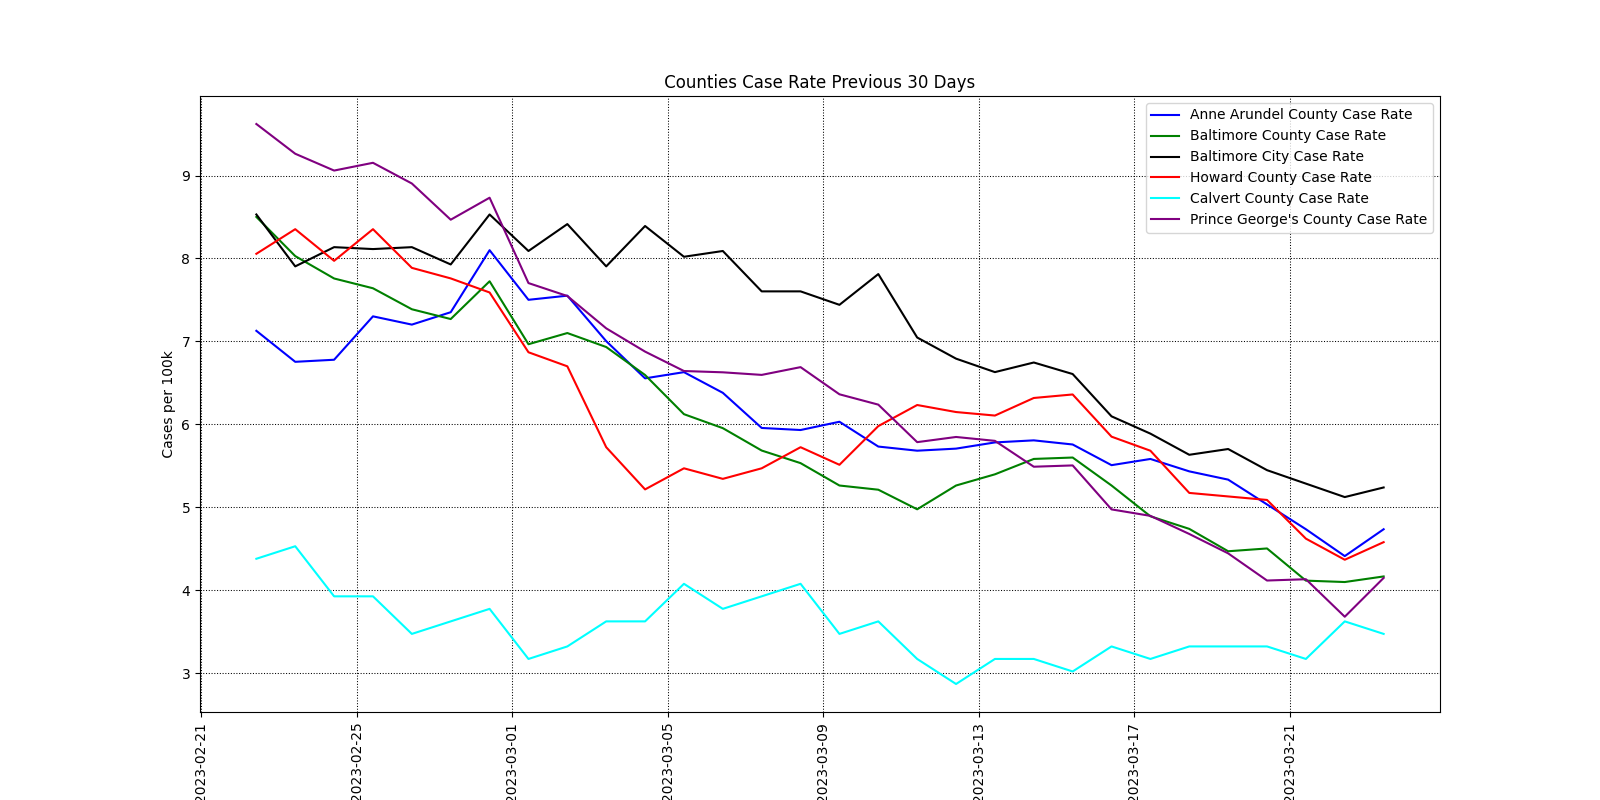 Counties Case Rate Previous 30 Days
Anne Arundel County Case Rate
Baltimore County Case Rate
Baltimore City Case Rate
Howard County Case Rate
Calvert County Case Rate
Prince George's County Case Rate
Cases per 100k
9
8
7
6
5
4
3
2023-02-21
2023-02-25
2023-03-01
2023-03-05
2023-03-09
2023-03-13
2023-03-17
2023-03-21